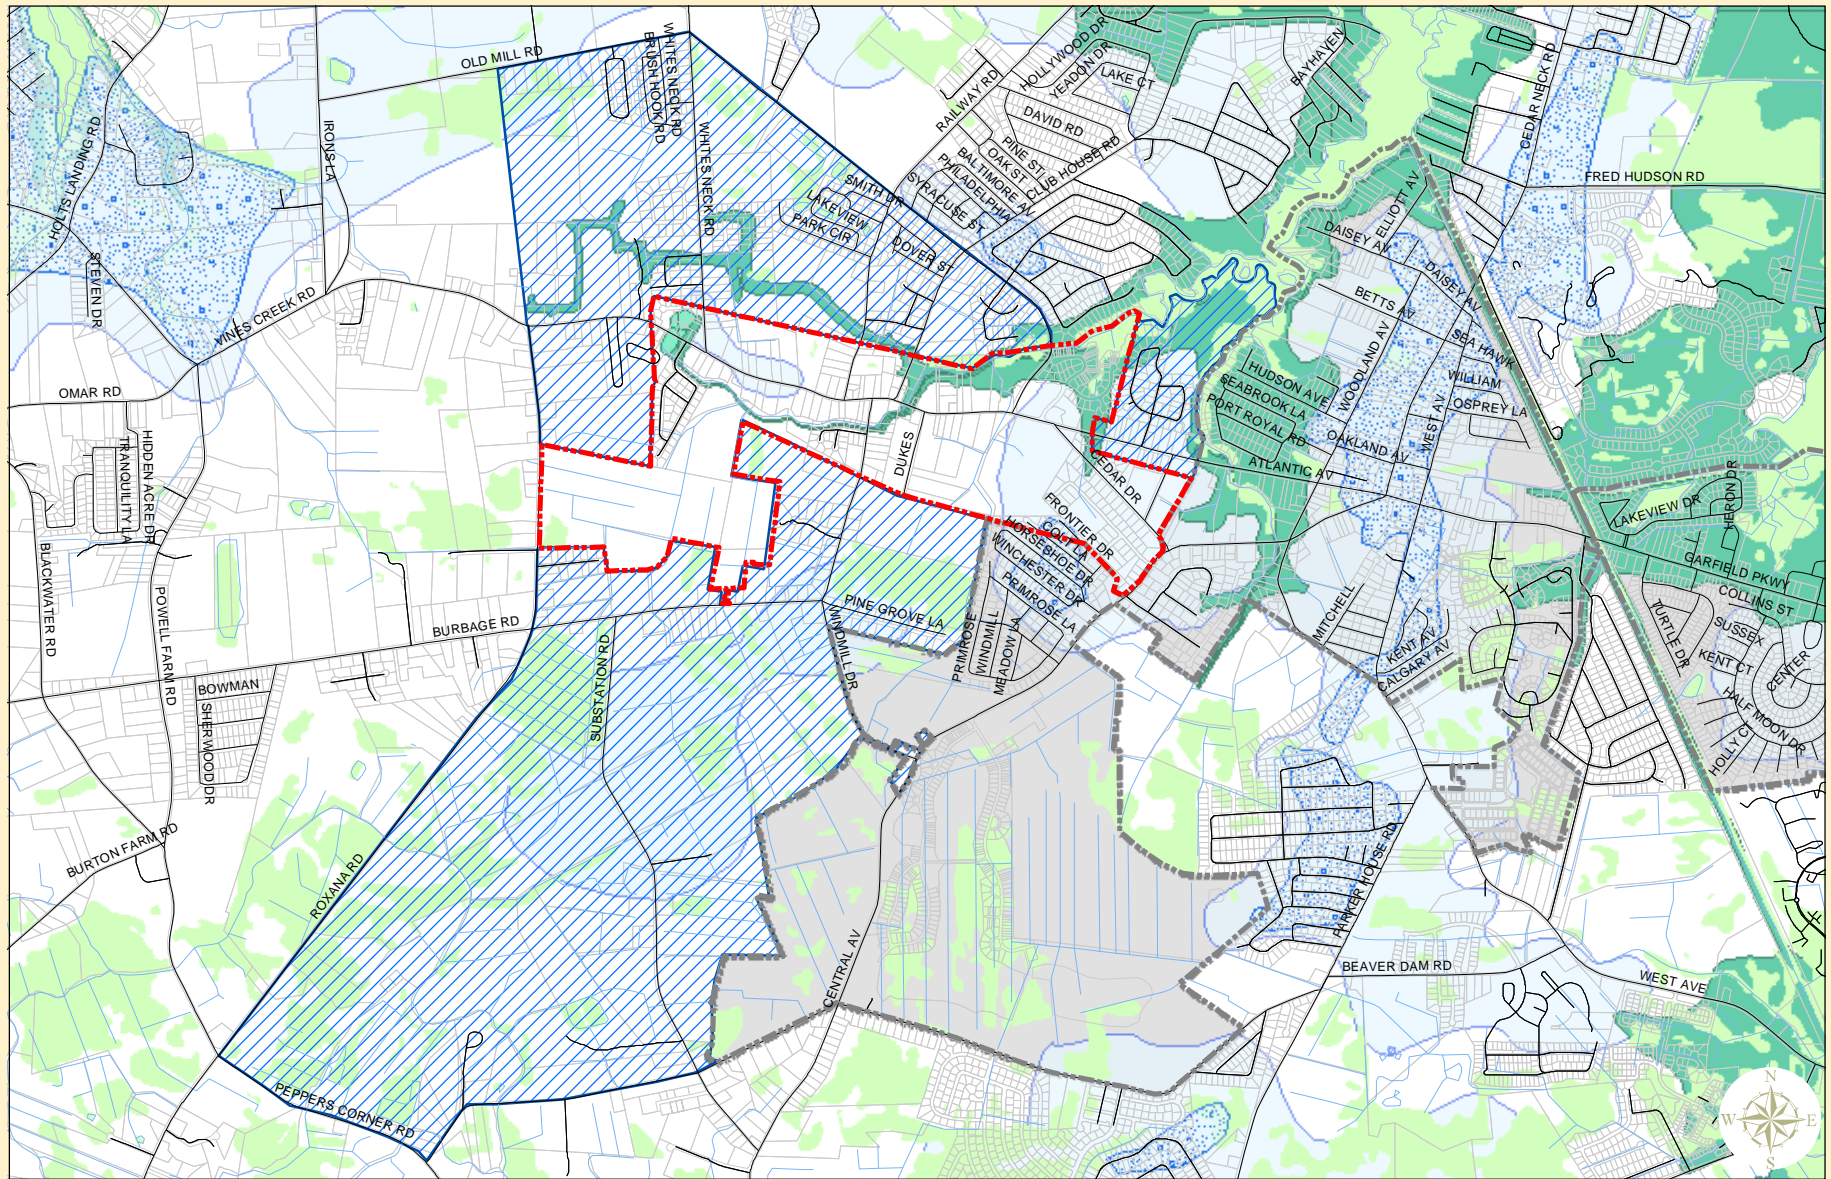 OLD MILL RD
WHITES NECK RD
BRUSH HOOK RD
WHITES NECK RD
RAILWAY RD
HOLLYWOOD DR
YEADON DR
LAKE CT
DAVID RD
BAYHAVEN
CEDAR NECK RD
FRED HUDSON RD
HOLTS LANDING RD
IRONS LA
PINE ST
OAK ST
BALTIMORE AV
PHILADELPHIA
SYRACUSE ST
CLUB HOUSE RD
SMITH DR
LAKEVIEW
PARK CIR
DOVER ST
ELLIOTT AV
DAISEY AV
DAISEY AV
BETTS AV
SEA HAWK
WILLIAM
OSPREY LA
WOODLAND AV
WEST AV
STEVEN DR
VINES CREEK RD
OMAR RD
HIDDEN ACRE DR
TRANQUILITY LA
HUDSON AVE
SEABROOK LA
PORT ROYAL RD
OAKLAND AV
ATLANTIC AV
DUKES
CEDAR DR
FRONTIER DR
GOLF LA
HORSESHOE DR
WINCHESTER DR
PRIMROSE LA
LAKEVIEW DR
HERON DR
GARFIELD PKWY
COLLINS ST
SUSSEX
TURTLE DR
KENT CT
CENTER
HALF MOON DR
HOLLY CT
BLACKWATER RD
POWELL FARM RD
BURBAGE RD
PINE GROVE LA
WINDMILL DR
PRIMROSE
WINDMILL
MEADOW LA
MITCHELL
KENT AV
CALGARY AV
BOWMAN
SHERWOOD DR
SUBSTATION RD
BURTON FARM RD
ROXANA RD
PARKER HOUSE RD
CENTRAL AV
BEAVER DAM RD
WEST AVE
PEPPERS CORNER RD
N
W
E
S